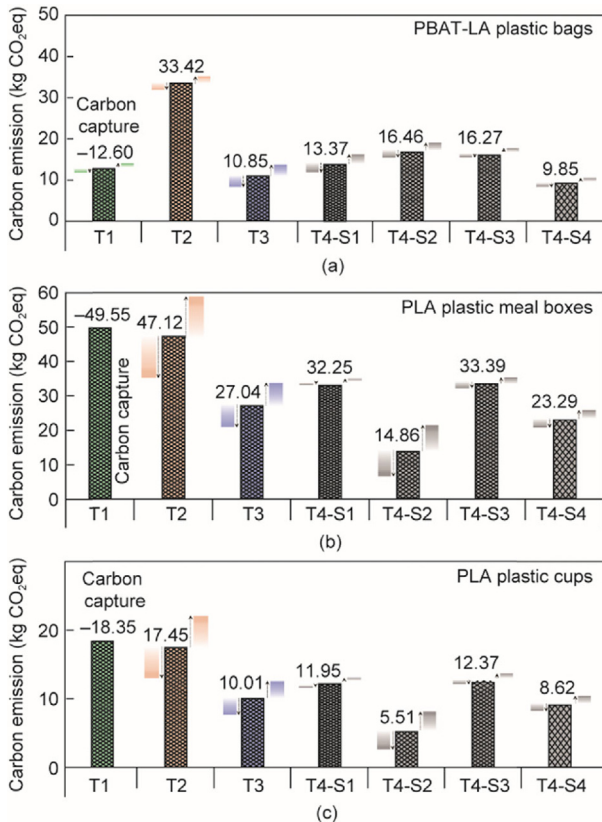 PBAT-LA plastic bags
Carbon emission (kg CO₂eq)
50
40
30
20
10
0
Carbon
capture
−12.60
33.42
10.85
13.37
16.46
16.27
9.85
T1 T2 T3 T4-S1 T4-S2 T4-S3 T4-S4
(a)
PLA plastic meal boxes
Carbon emission (kg CO₂eq)
60
50
40
30
20
10
0
−49.55
Carbon capture
47.12
27.04
32.25
14.86
33.39
23.29
T1 T2 T3 T4-S1 T4-S2 T4-S3 T4-S4
(b)
PLA plastic cups
Carbon emission (kg CO₂eq)
20
10
0
Carbon
capture
−18.35
17.45
10.01
11.95
5.51
12.37
8.62
T1 T2 T3 T4-S1 T4-S2 T4-S3 T4-S4
(c)